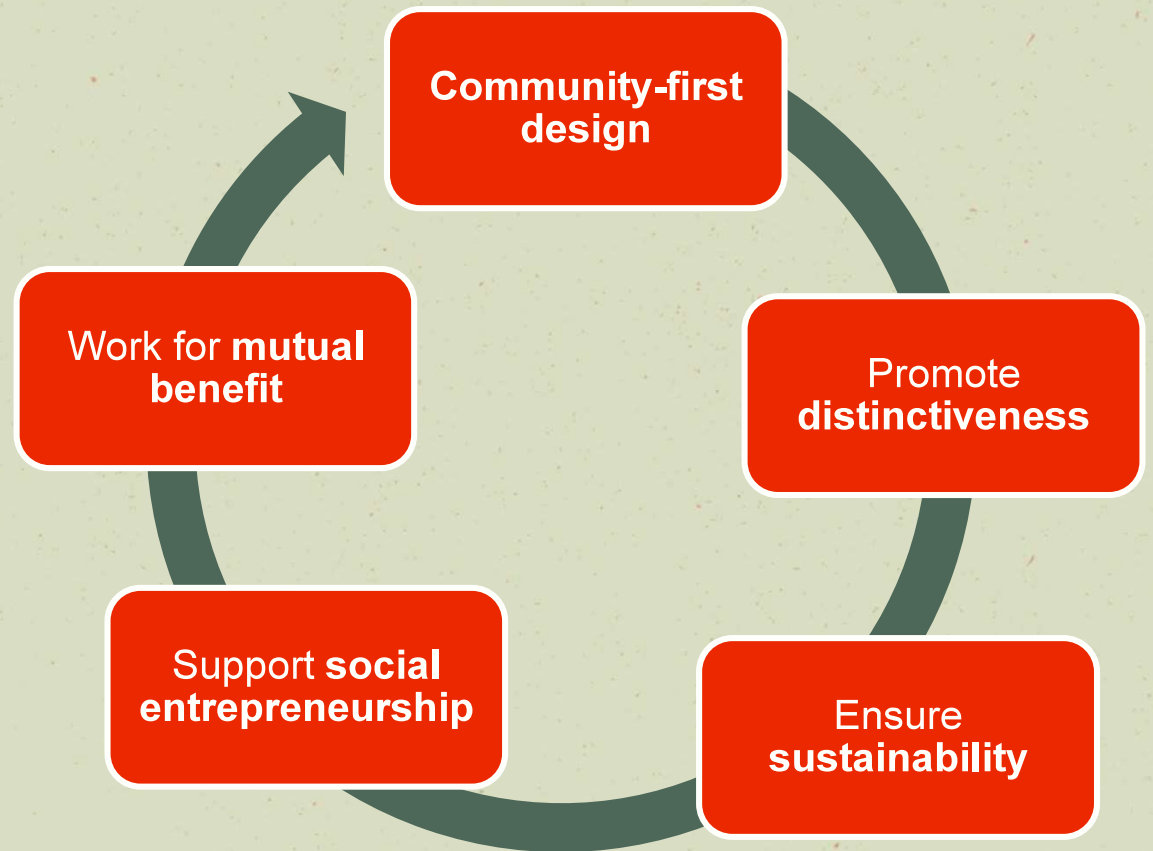 Community-first
design
Promote
distinctiveness
Ensure
sustainability
Support social
entrepreneurship
Work for mutual
benefit